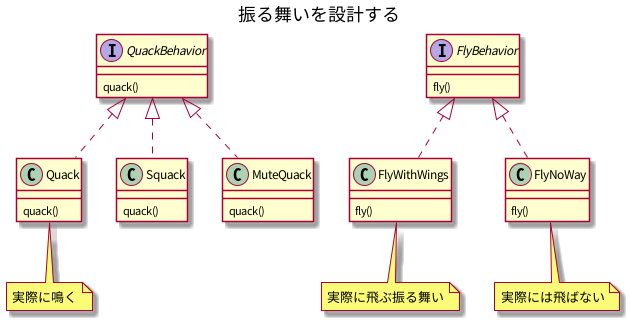 振る舞いを設計する
I QuackBehavior
quack()
I FlyBehavior
fly()
C Quack
quack()
C Squack
quack()
C MuteQuack
quack()
C FlyWithWings
fly()
C FlyNoWay
fly()
実際に鳴く
実際に飛ぶ振る舞い
実際には飛ばない